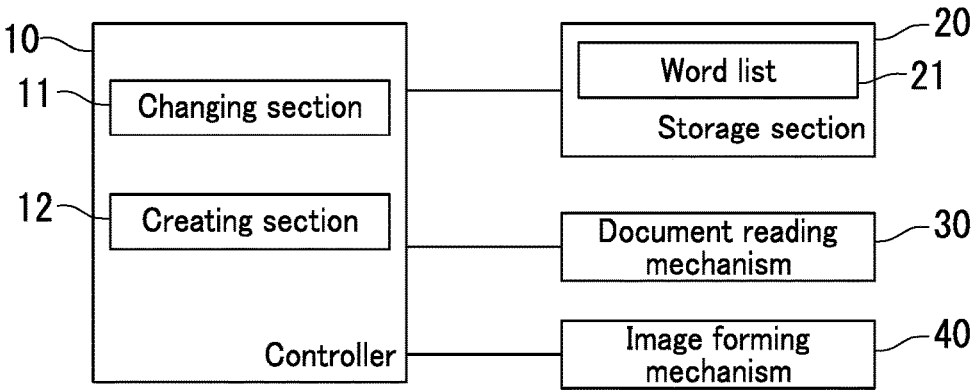 10
11
Changing section
12
Creating section
Controller
20
Word list
21
Storage section
Document reading
mechanism
30
Image forming
mechanism
40